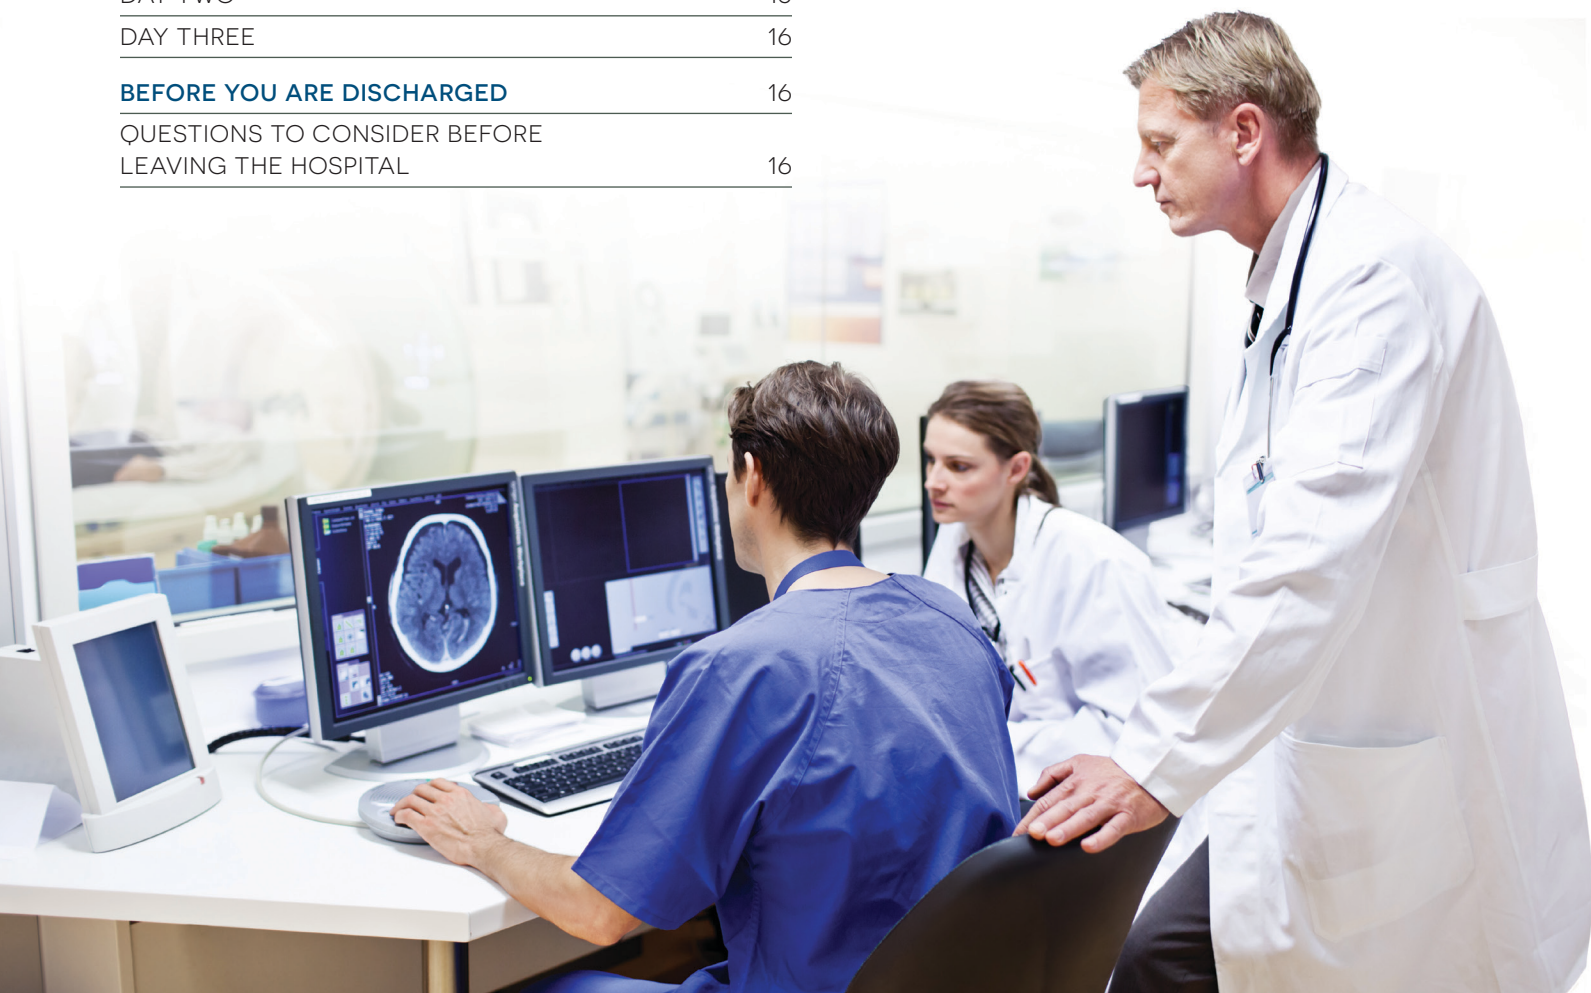 DAY THREE 16
BEFORE YOU ARE DISCHARGED 16
QUESTIONS TO CONSIDER BEFORE
LEAVING THE HOSPITAL 16